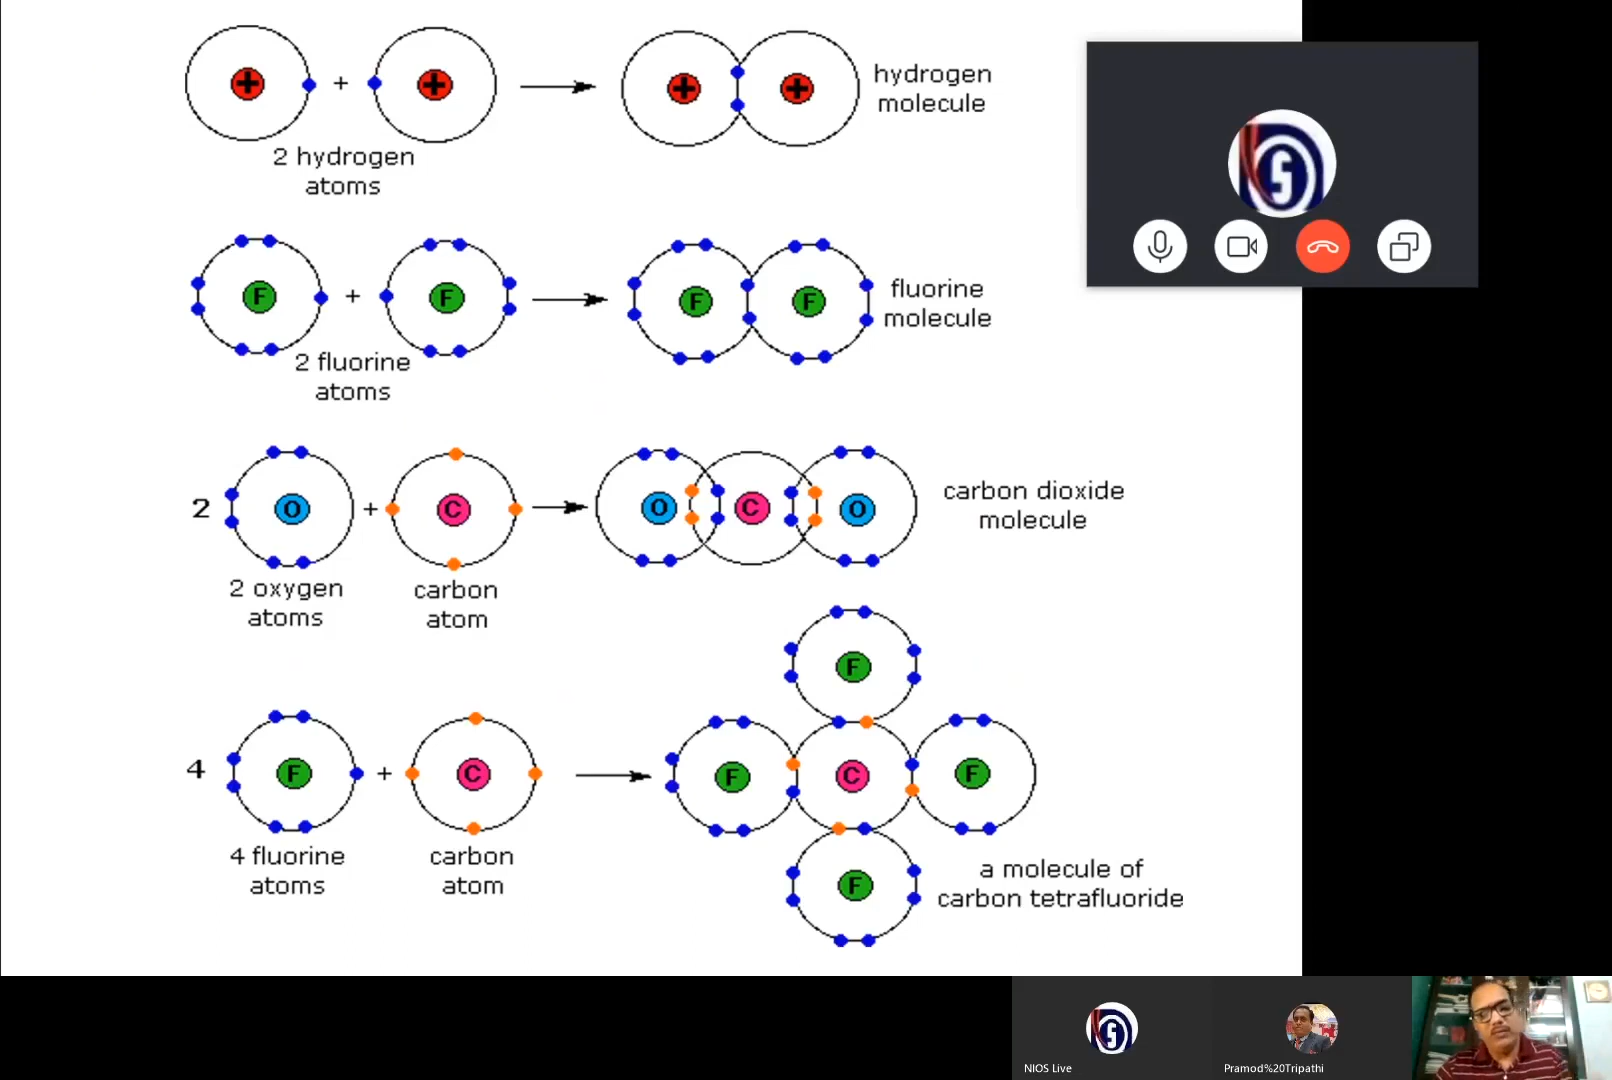 +
+
+
+
+
hydrogen
molecule
2 hydrogen
atoms
F
+
F
F
F
fluorine
molecule
2 fluorine
atoms
2
O
+
C
O
C
O
carbon dioxide
molecule
2 oxygen
atoms
carbon
atom
F
4
F
+
C
F
C
F
4 fluorine
atoms
carbon
atom
F
a molecule of
carbon tetrafluoride
NIOS Live
Pramod%20Tripathi